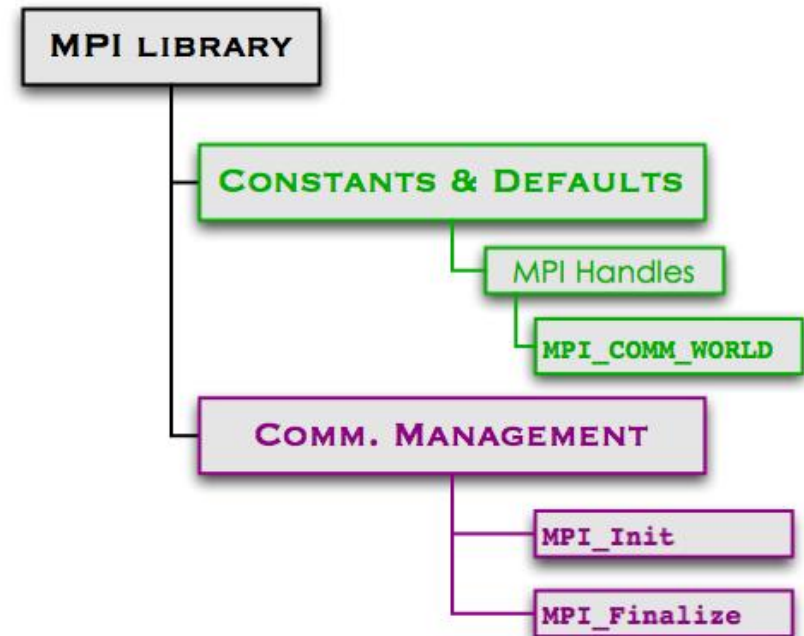 MPI LIBRARY
CONSTANTS & DEFAULTS
MPI Handles
MPI_COMM_WORLD
COMM. MANAGEMENT
MPI_Init
MPI_Finalize